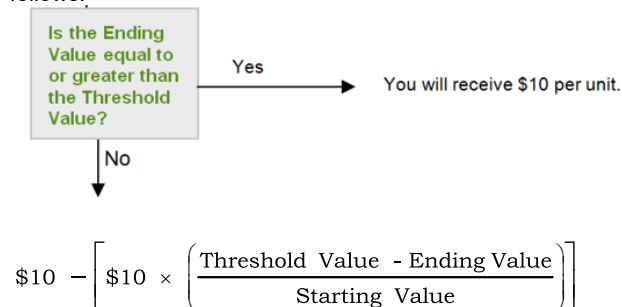 Is the Ending
Value equal to
or greater than
the Threshold
Value?
Yes
You will receive $10 per unit.
No
$10 − [ $10 × ( Threshold Value - Ending Value
Starting Value ) ]